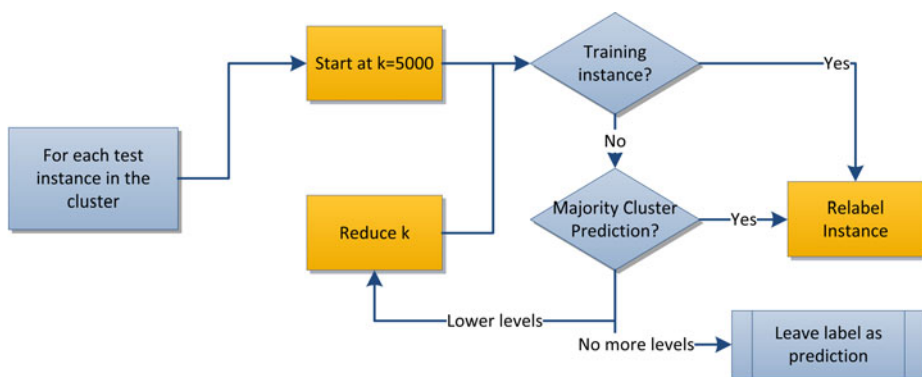 For each test
instance in the
cluster
Start at k=5000
Training
instance?
Yes
No
Reduce k
Majority Cluster
Prediction?
Yes
Relabel
Instance
Lower levels
No more levels
Leave label as
prediction